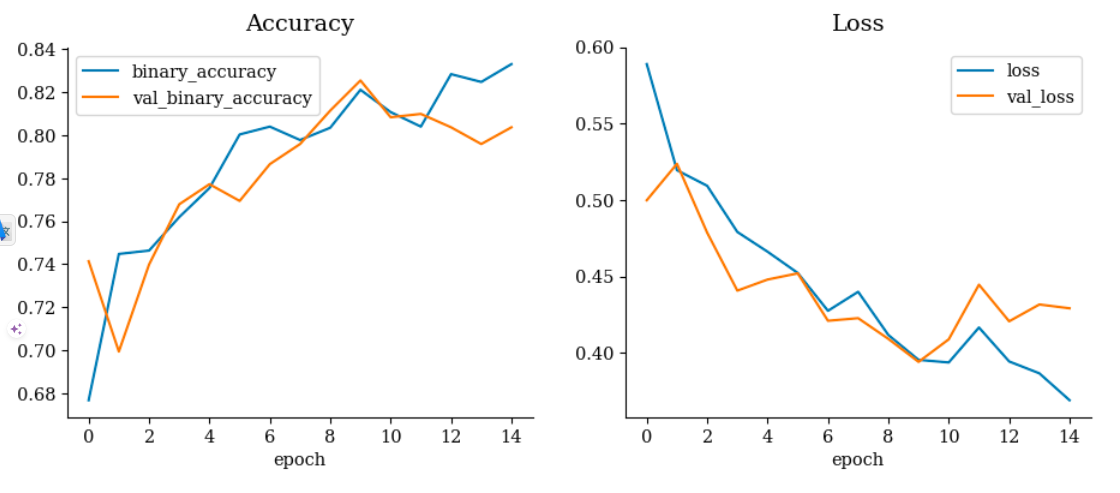 Accuracy
0.84
0.82
0.80
0.78
0.76
0.74
0.72
0.70
0.68
binary_accuracy
val_binary_accuracy
0 2 4 6 8 10 12 14
epoch
Loss
0.60
0.55
0.50
0.45
0.40
loss
val_loss
0 2 4 6 8 10 12 14
epoch